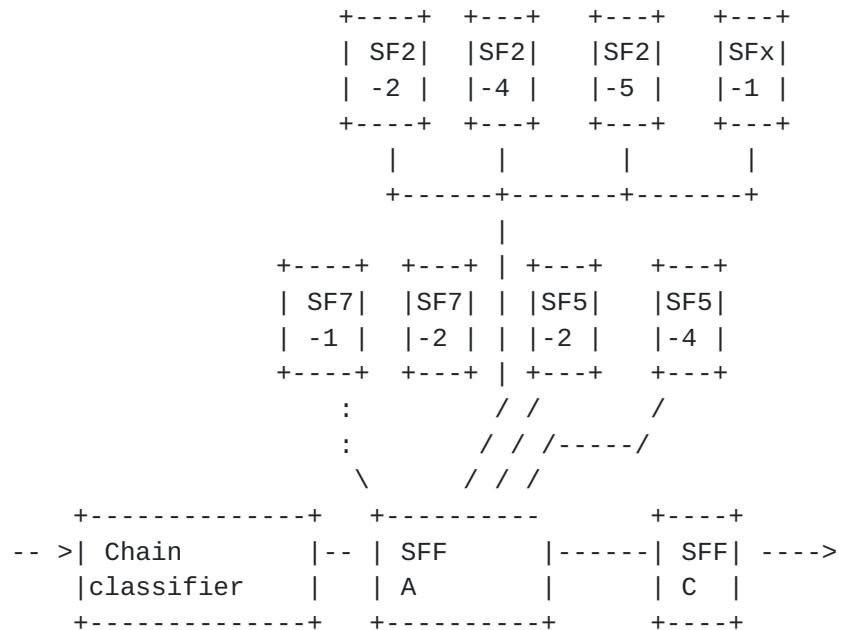 SF2 SF2 SF2 SFx
-2 -4 -5 -1
SF7 SF7 SF5 SF5
-1 -2 -2 -4
-- > Chain -- SFF ------ SFF ---->
classifier A C